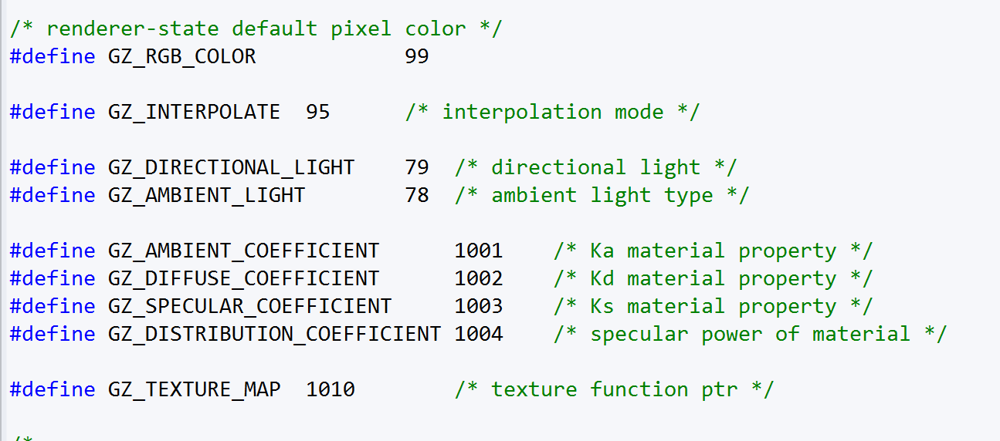 /* renderer-state default pixel color */
#define GZ_RGB_COLOR            99
#define GZ_INTERPOLATE  95      /* interpolation mode */
#define GZ_DIRECTIONAL_LIGHT    79  /* directional light */
#define GZ_AMBIENT_LIGHT        78  /* ambient light type */
#define GZ_AMBIENT_COEFFICIENT      1001    /* Ka material property */
#define GZ_DIFFUSE_COEFFICIENT      1002    /* Kd material property */
#define GZ_SPECULAR_COEFFICIENT     1003    /* Ks material property */
#define GZ_DISTRIBUTION_COEFFICIENT 1004    /* specular power of material */
#define GZ_TEXTURE_MAP  1010        /* texture function ptr */
/*